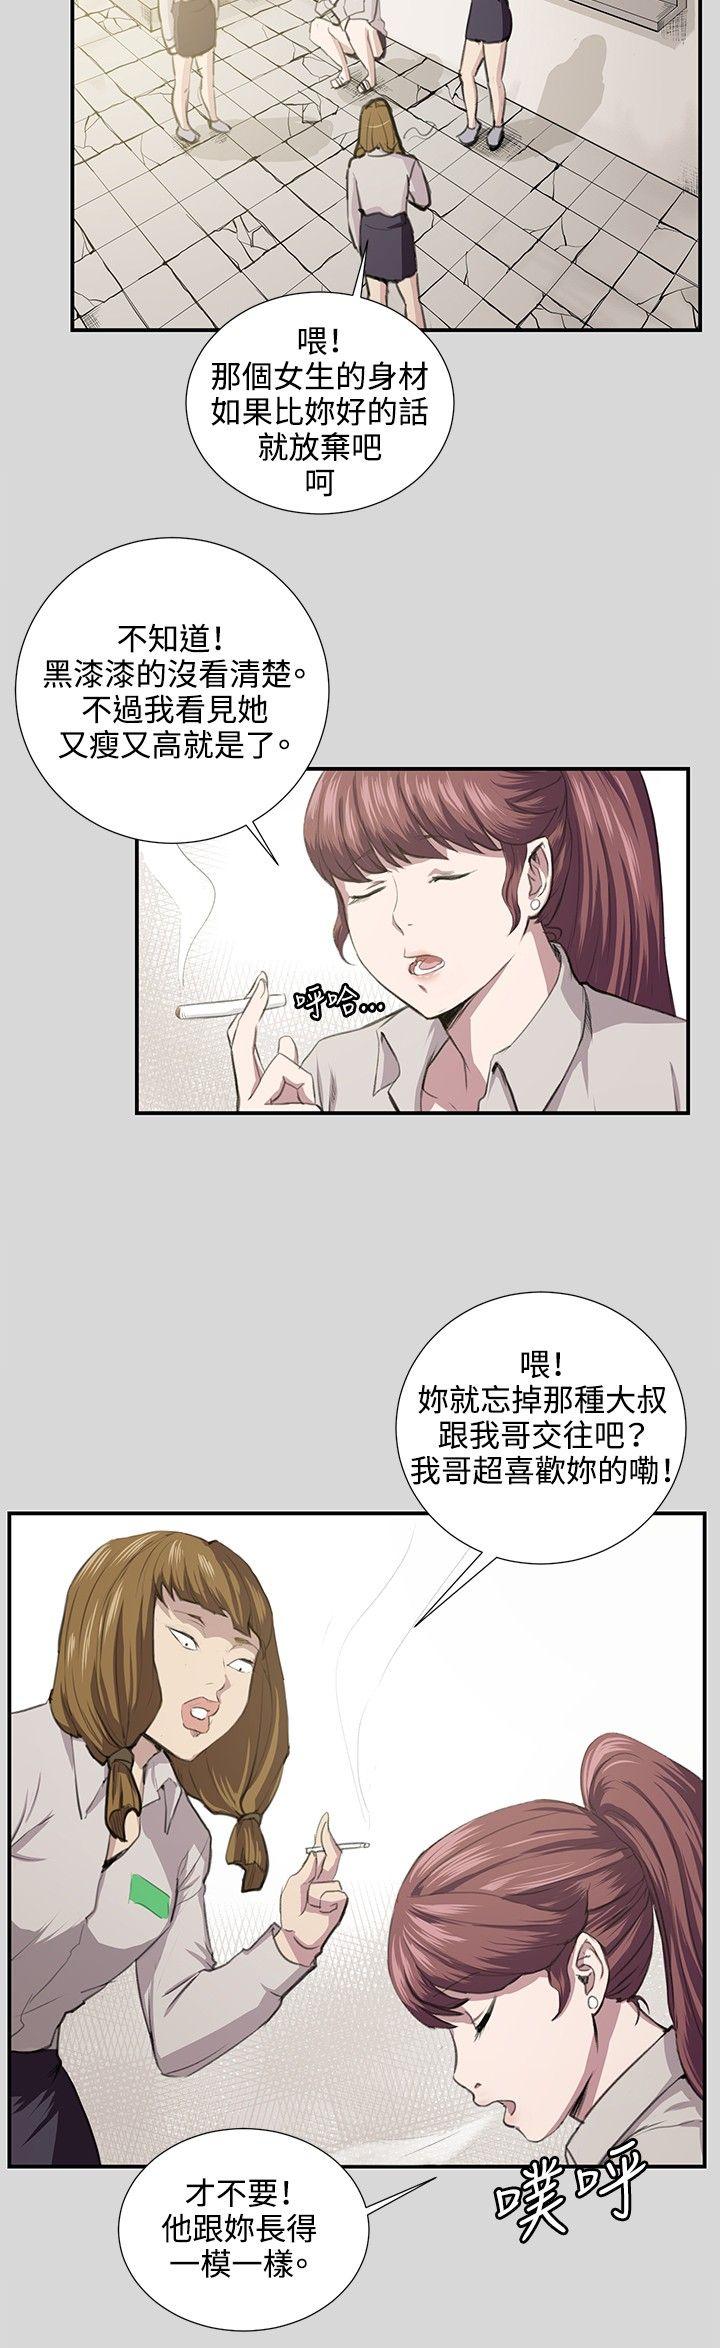 喂！
那個女生的身材
如果比妳好的話
就放棄吧
呵
不知道！
黑漆漆的沒看清楚。
不過我看見她
又瘦又高就是了。
呼哈...
喂！
妳就忘掉那種大叔
跟我哥交往吧？
我哥超喜歡妳的嘞！
噗呼
才不要！
他跟妳長得
一模一樣。